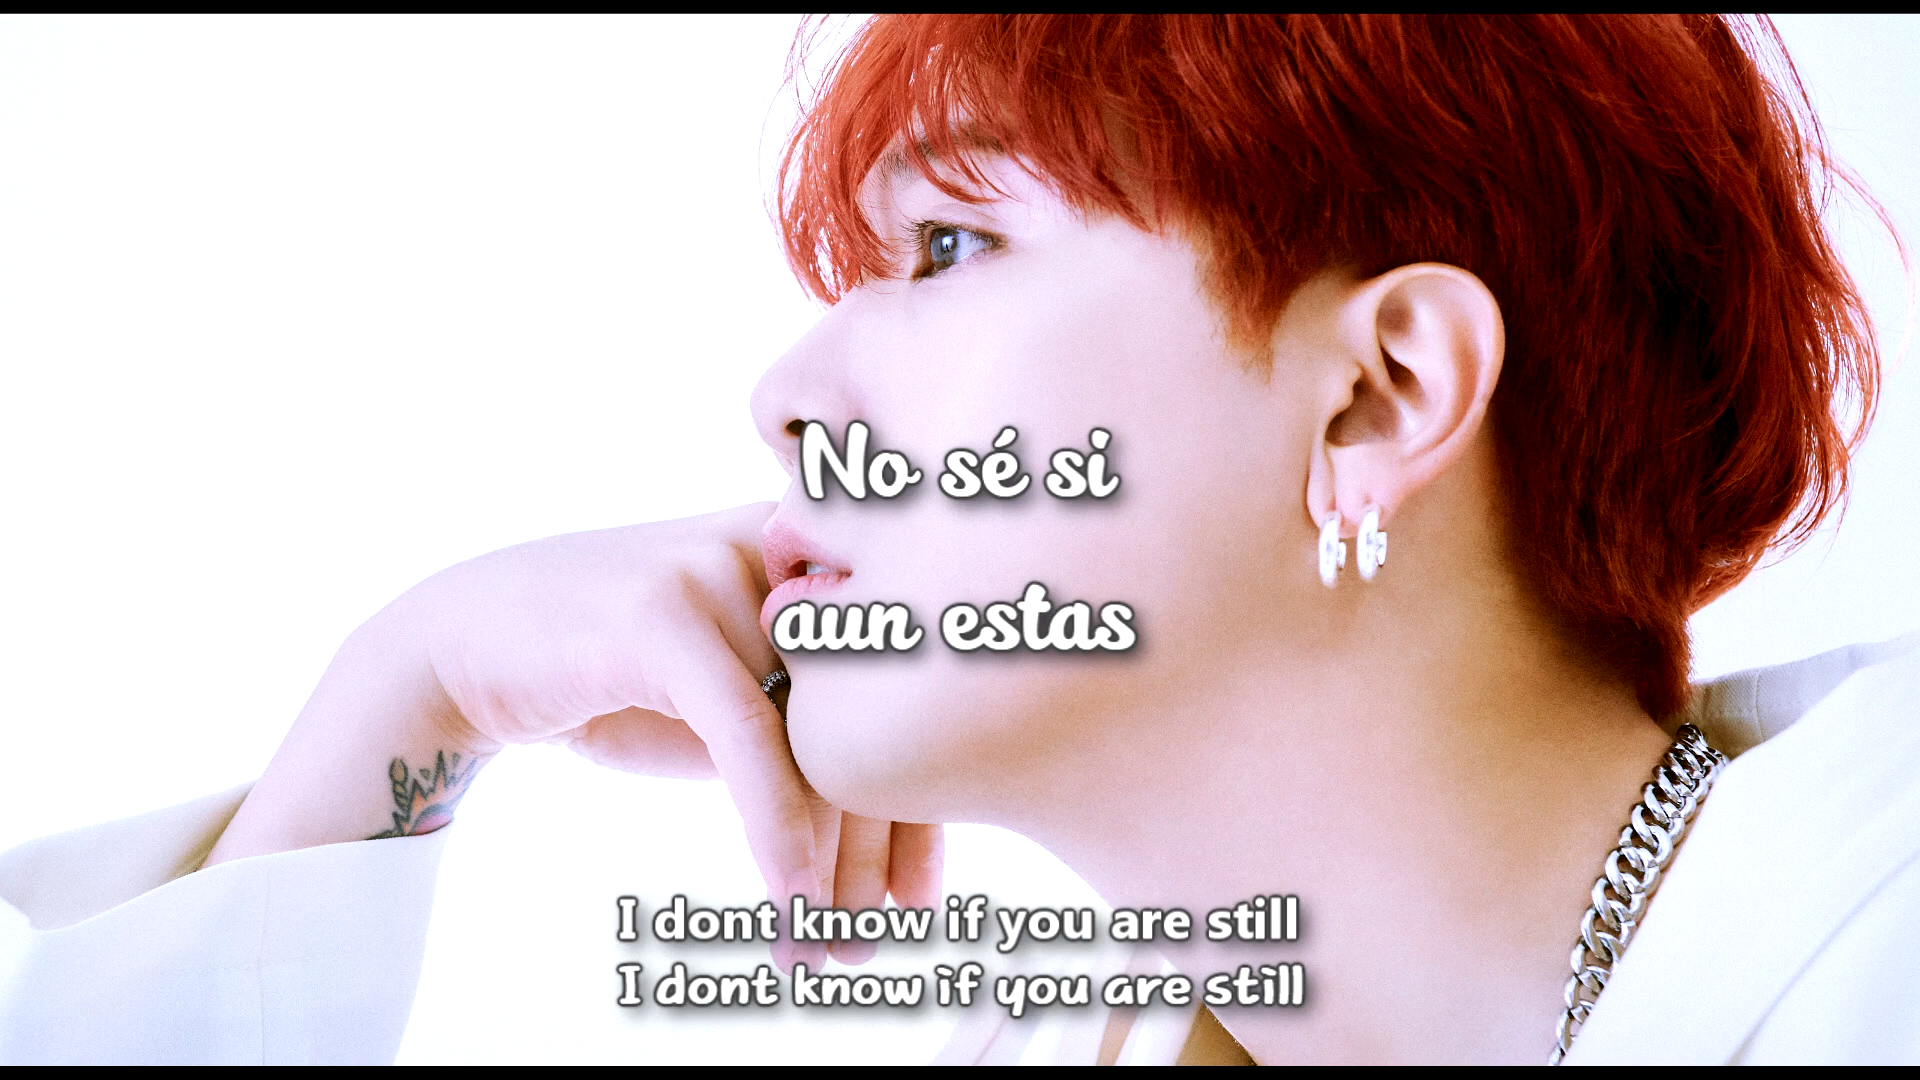 No sé si
aun estas
I dont know if you are still
I dont know if you are still